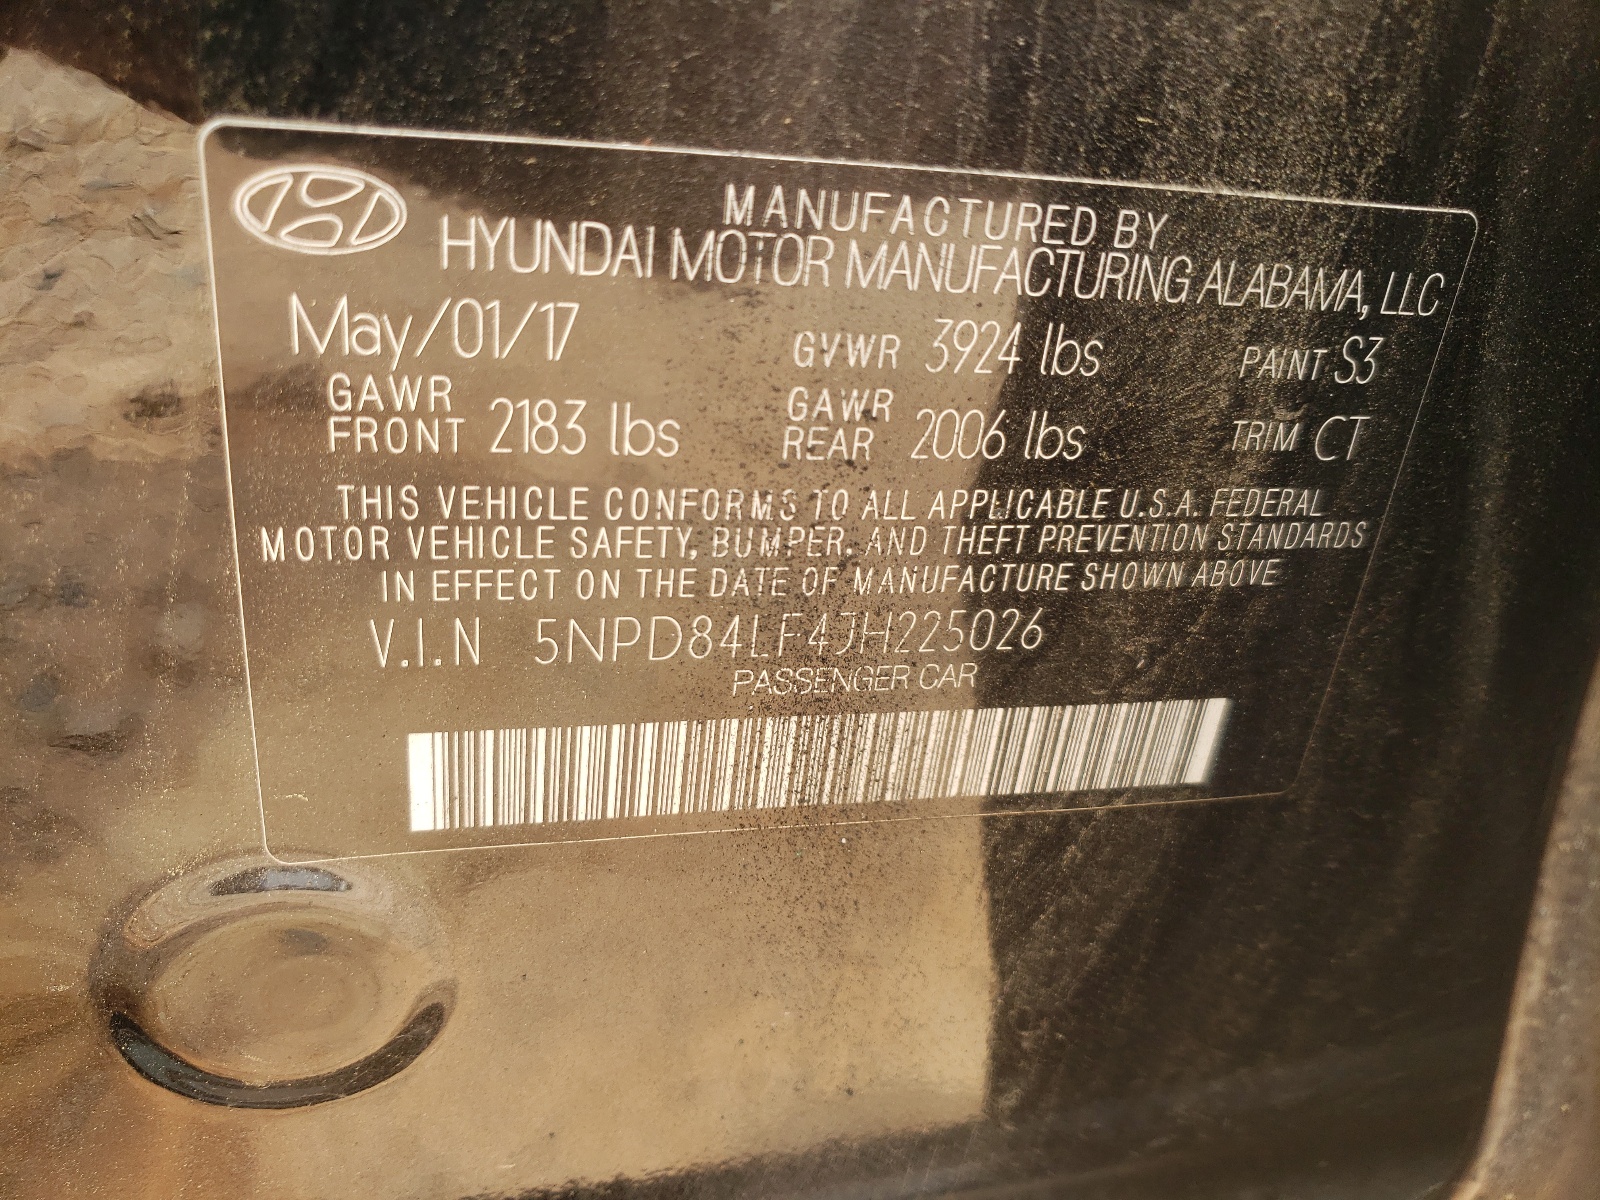 MANUFACTURED BY
HYUNDAI MOTOR MANUFACTURING ALABAMA, LLC
May/01/17 GVWR 3924 lbs PAINT S3
GAWR FRONT 2183 lbs GAWR REAR 2006 lbs TRIM CT
THIS VEHICLE CONFORMS TO ALL APPLICABLE U.S.A. FEDERAL
MOTOR VEHICLE SAFETY, BUMPER, AND THEFT PREVENTION STANDARDS
IN EFFECT ON THE DATE OF MANUFACTURE SHOWN ABOVE
V.I.N 5NPD84LF4JH225026
PASSENGER CAR